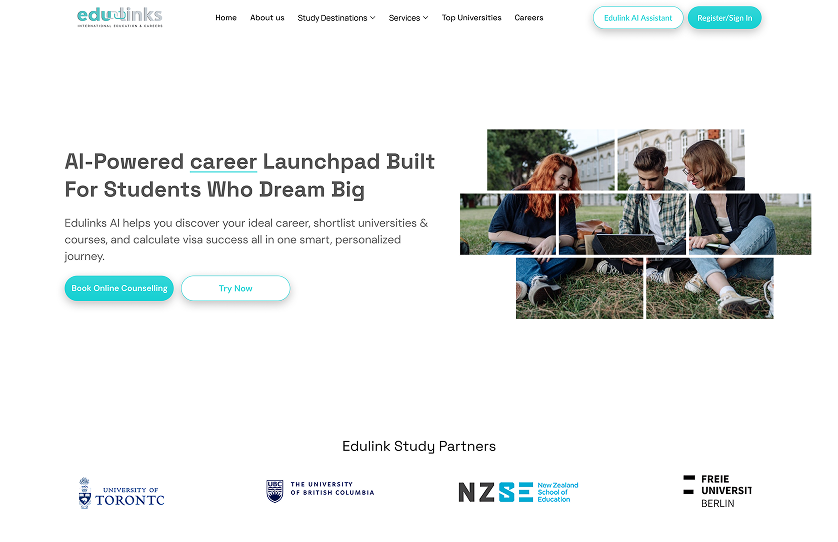 edulinks
INTERNATIONAL EDUCATION & CAREERS
Home About us Study Destinations Services Top Universities Careers Edulink AI Assistant Register/Sign In
AI-Powered career Launchpad Built
For Students Who Dream Big
Edulinks AI helps you discover your ideal career, shortlist universities &
courses, and calculate visa success all in one smart, personalized
journey.
Book Online Counselling Try Now
Edulink Study Partners
UNIVERSITY OF
TORONTC
UBC
THE UNIVERSITY
OF BRITISH COLUMBIA
NZSE
New Zealand
School of
Education
FREIE
UNIVERSIT
BERLIN